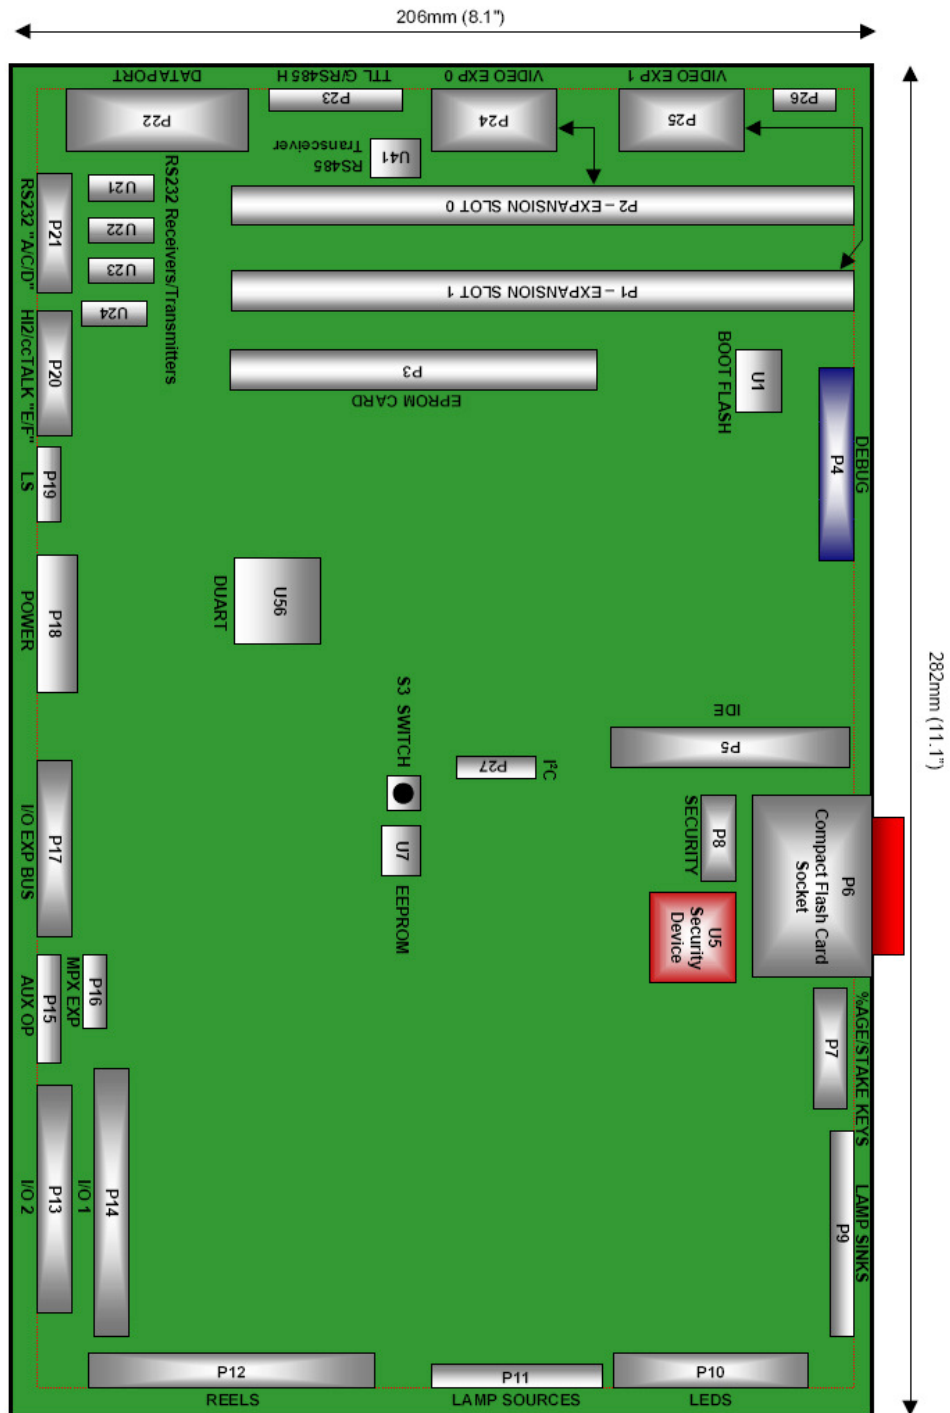 206mm (8.1")
DATAPORT
TTL G/RS485 H
VIDEO EXP 0
VIDEO EXP 1
P22
P23
P24
P25
P26
RS485
Transceiver
U41
RS232 Receivers/Transmitters
U21
U22
U23
U24
RS232 "A/C/D"
P21
P2 – EXPANSION SLOT 0
P1 – EXPANSION SLOT 1
HI2/ccTALK "E/F"
P20
P3
EPROM CARD
BOOT FLASH
U1
P4
DEBUG
LS
P19
POWER
P18
DUART
U56
282mm (11.1")
S3 SWITCH
IDE
P5
P27
I²C
I/O EXP BUS
P17
U7
EEPROM
SECURITY
P8
P6
Compact Flash Card
Socket
U5
Security
Device
AUX OP
P15
MPX EXP
P16
P7
%AGE/STAKE KEYS
I/O 2
P13
I/O 1
P14
P9
LAMP SINKS
P12
P11
P10
REELS
LAMP SOURCES
LEDS